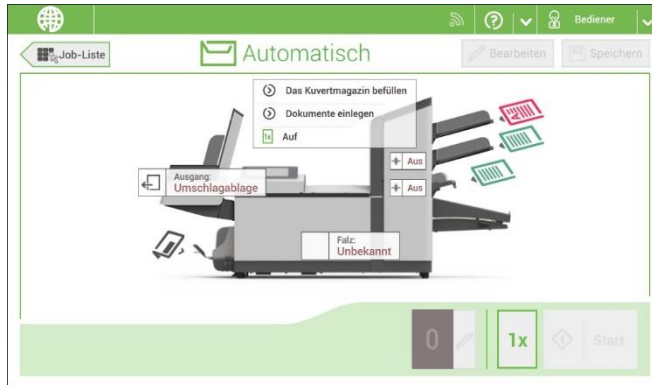 Bediener
Job-Liste
Automatisch
Bearbeiten
Speichern
Das Kuvertmagazin befüllen
Dokumente einlegen
1x Auf
Aus
Ausgang:
Umschlagablage
Aus
Falz:
Unbekannt
0
1x
Start